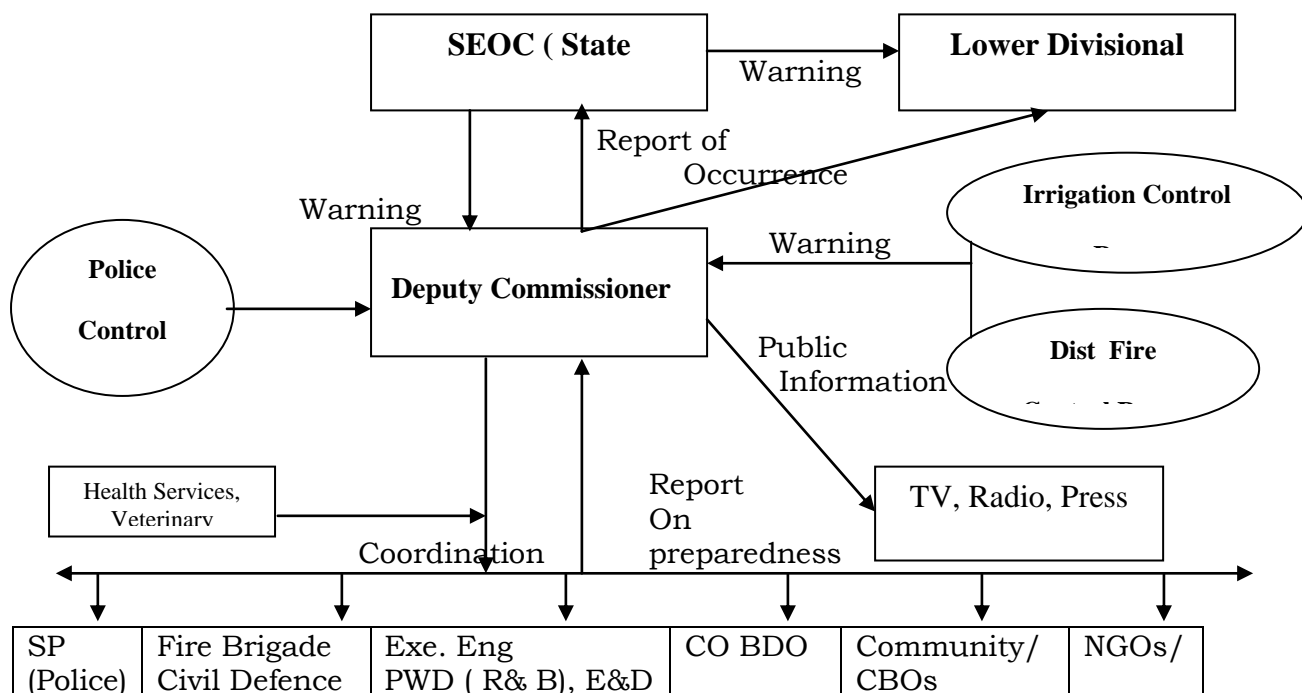 SEOC ( State
Lower Divisional
Warning
Report of
Occurrence
Irrigation Control
Warning
Warning
Police
Control
Deputy Commissioner
Dist Fire
Public
Information
Health Services,
Veterinary
Report
On
preparedness
TV, Radio, Press
Coordination
SP
(Police)
Fire Brigade
Civil Defence
Exe. Eng
PWD ( R& B), E&D
CO BDO
Community/
CBOs
NGOs/